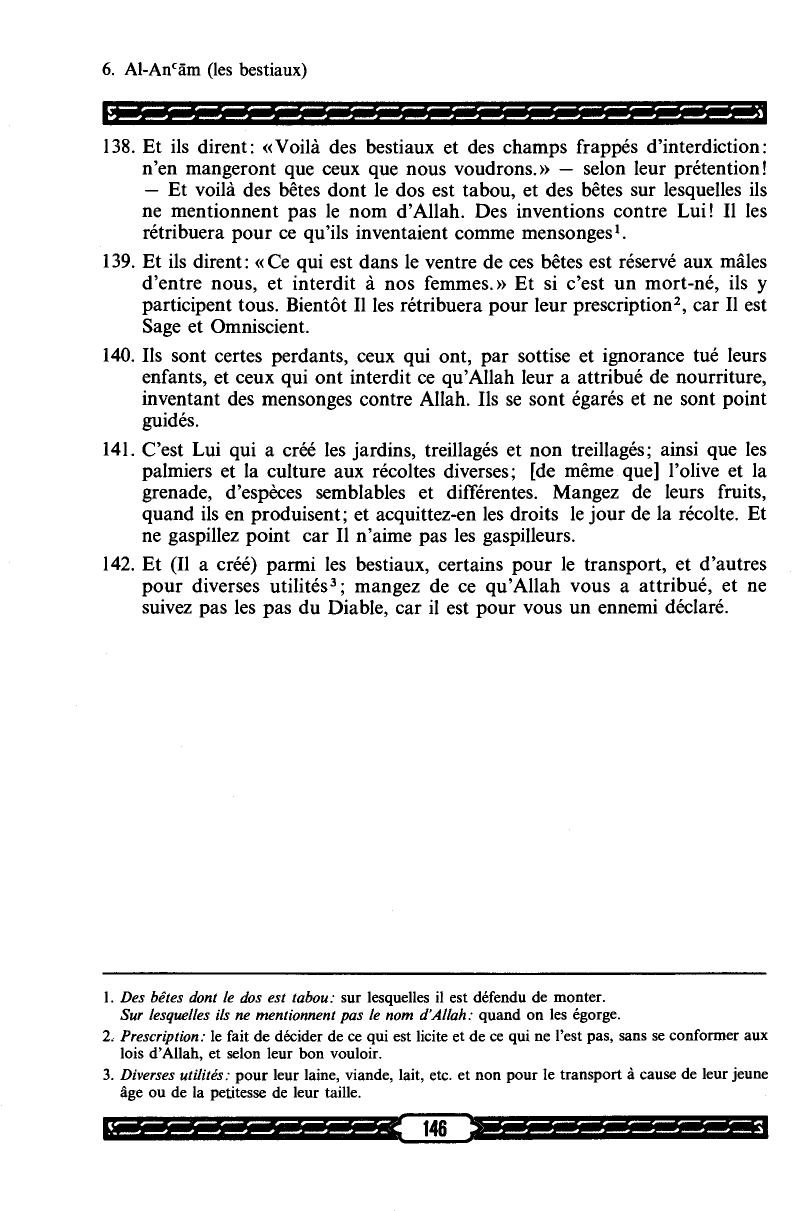 6. Al-Anᶜām (les bestiaux)
138. Et ils dirent: «Voilà des bestiaux et des champs frappés d’interdiction:
n’en mangeront que ceux que nous voudrons.» — selon leur prétention!
— Et voilà des bêtes dont le dos est tabou, et des bêtes sur lesquelles ils
ne mentionnent pas le nom d’Allah. Des inventions contre Lui! Il les
rétribuera pour ce qu’ils inventaient comme mensonges¹.
139. Et ils dirent: «Ce qui est dans le ventre de ces bêtes est réservé aux mâles
d’entre nous, et interdit à nos femmes.» Et si c’est un mort-né, ils y
participent tous. Bientôt Il les rétribuera pour leur prescription², car Il est
Sage et Omniscient.
140. Ils sont certes perdants, ceux qui ont, par sottise et ignorance tué leurs
enfants, et ceux qui ont interdit ce qu’Allah leur a attribué de nourriture,
inventant des mensonges contre Allah. Ils se sont égarés et ne sont point
guidés.
141. C’est Lui qui a créé les jardins, treillagés et non treillagés; ainsi que les
palmiers et la culture aux récoltes diverses; [de même que] l’olive et la
grenade, d’espèces semblables et différentes. Mangez de leurs fruits,
quand ils en produisent; et acquittez-en les droits le jour de la récolte. Et
ne gaspillez point car Il n’aime pas les gaspilleurs.
142. Et (Il a créé) parmi les bestiaux, certains pour le transport, et d’autres
pour diverses utilités³; mangez de ce qu’Allah vous a attribué, et ne
suivez pas les pas du Diable, car il est pour vous un ennemi déclaré.
1. Des bêtes dont le dos est tabou: sur lesquelles il est défendu de monter.
Sur lesquelles ils ne mentionnent pas le nom d’Allah: quand on les égorge.
2. Prescription: le fait de décider de ce qui est licite et de ce qui ne l’est pas, sans se conformer aux
lois d’Allah, et selon leur bon vouloir.
3. Diverses utilités: pour leur laine, viande, lait, etc. et non pour le transport à cause de leur jeune
âge ou de la petitesse de leur taille.
146